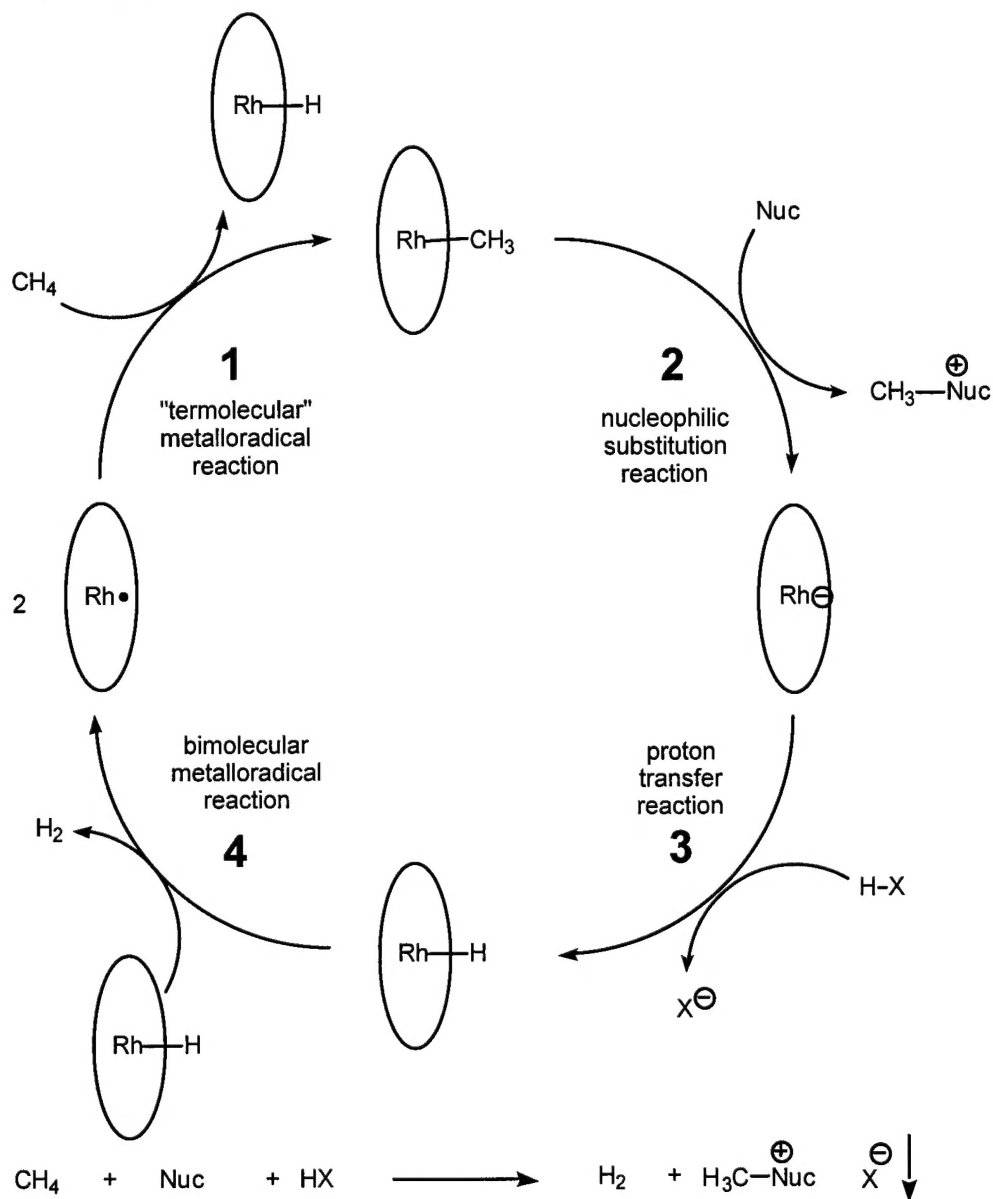 Rh—H
Rh—CH₃
Nuc
CH₄
1
"termolecular"
metalloradical
reaction
2
nucleophilic
substitution
reaction
CH₃—Nuc ⊕
2
Rh•
Rh⊖
bimolecular
metalloradical
reaction
4
H₂
proton
transfer
reaction
3
H–X
X⊖
Rh—H
Rh—H
CH₄ + Nuc + HX → H₂ + H₃C—Nuc ⊕ X⊖ ↓